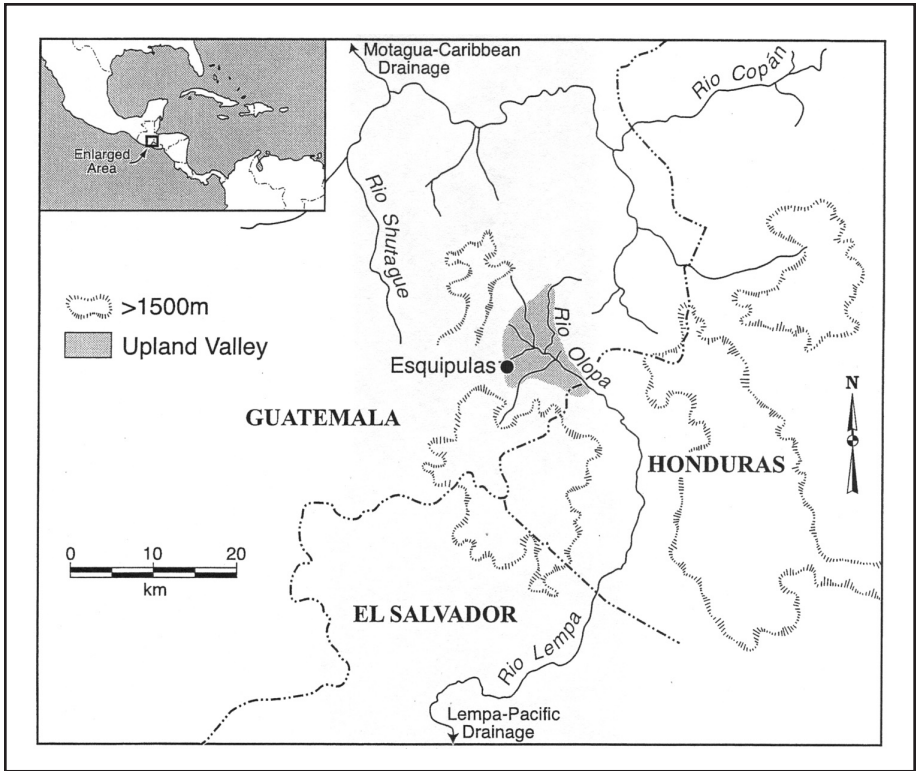 Motagua-Caribbean
Drainage
Rio Copán
Enlarged
Area
Rio Shutague
>1500m
Upland Valley
Rio Olopa
Esquipulas
N
GUATEMALA
HONDURAS
0 10 20
km
EL SALVADOR
Rio Lempa
Lempa-Pacific
Drainage